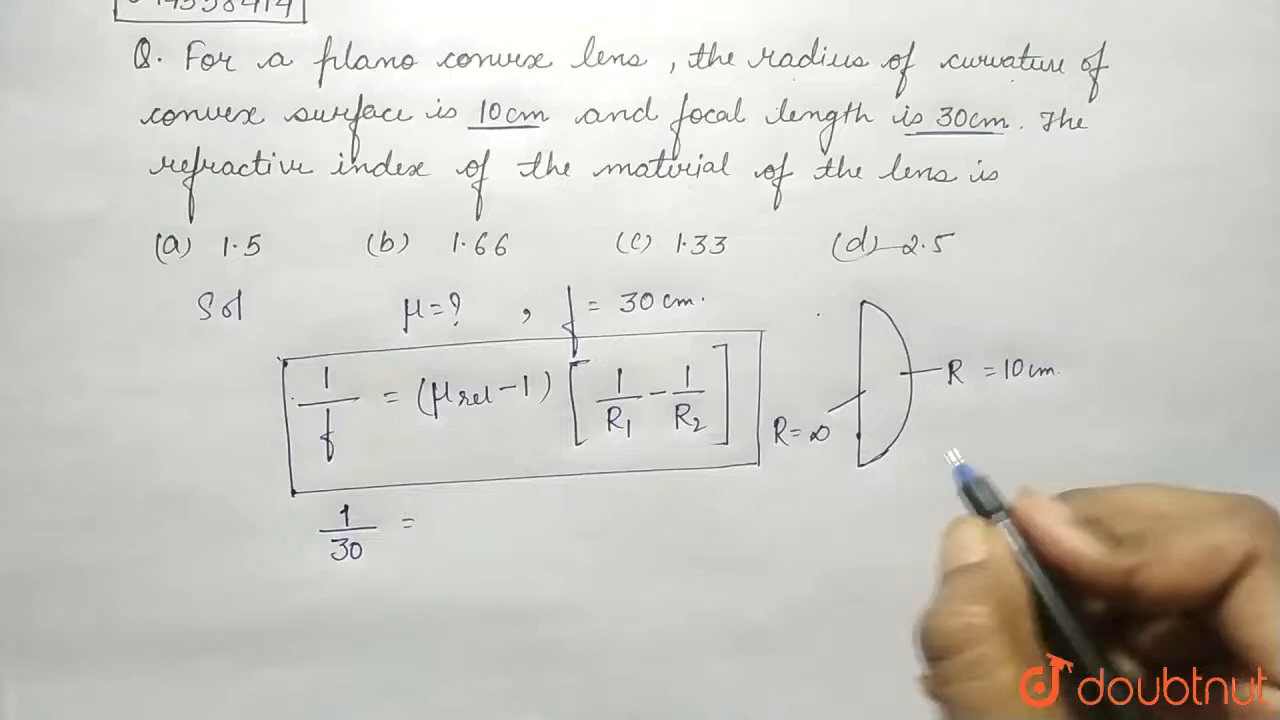 Q. For a plano convex lens, the radius of curvature of
convex surface is 10cm and focal length is 30cm. The
refractive index of the material of the lens is
(a) 1.5 (b) 1.66 (c) 1.33 (d) 2.5
Sol μ=? , f = 30 cm.
1/f = (μrel-1) [1/R1 - 1/R2]
R = 10cm.
R=∞
1/30 =
doubtnut